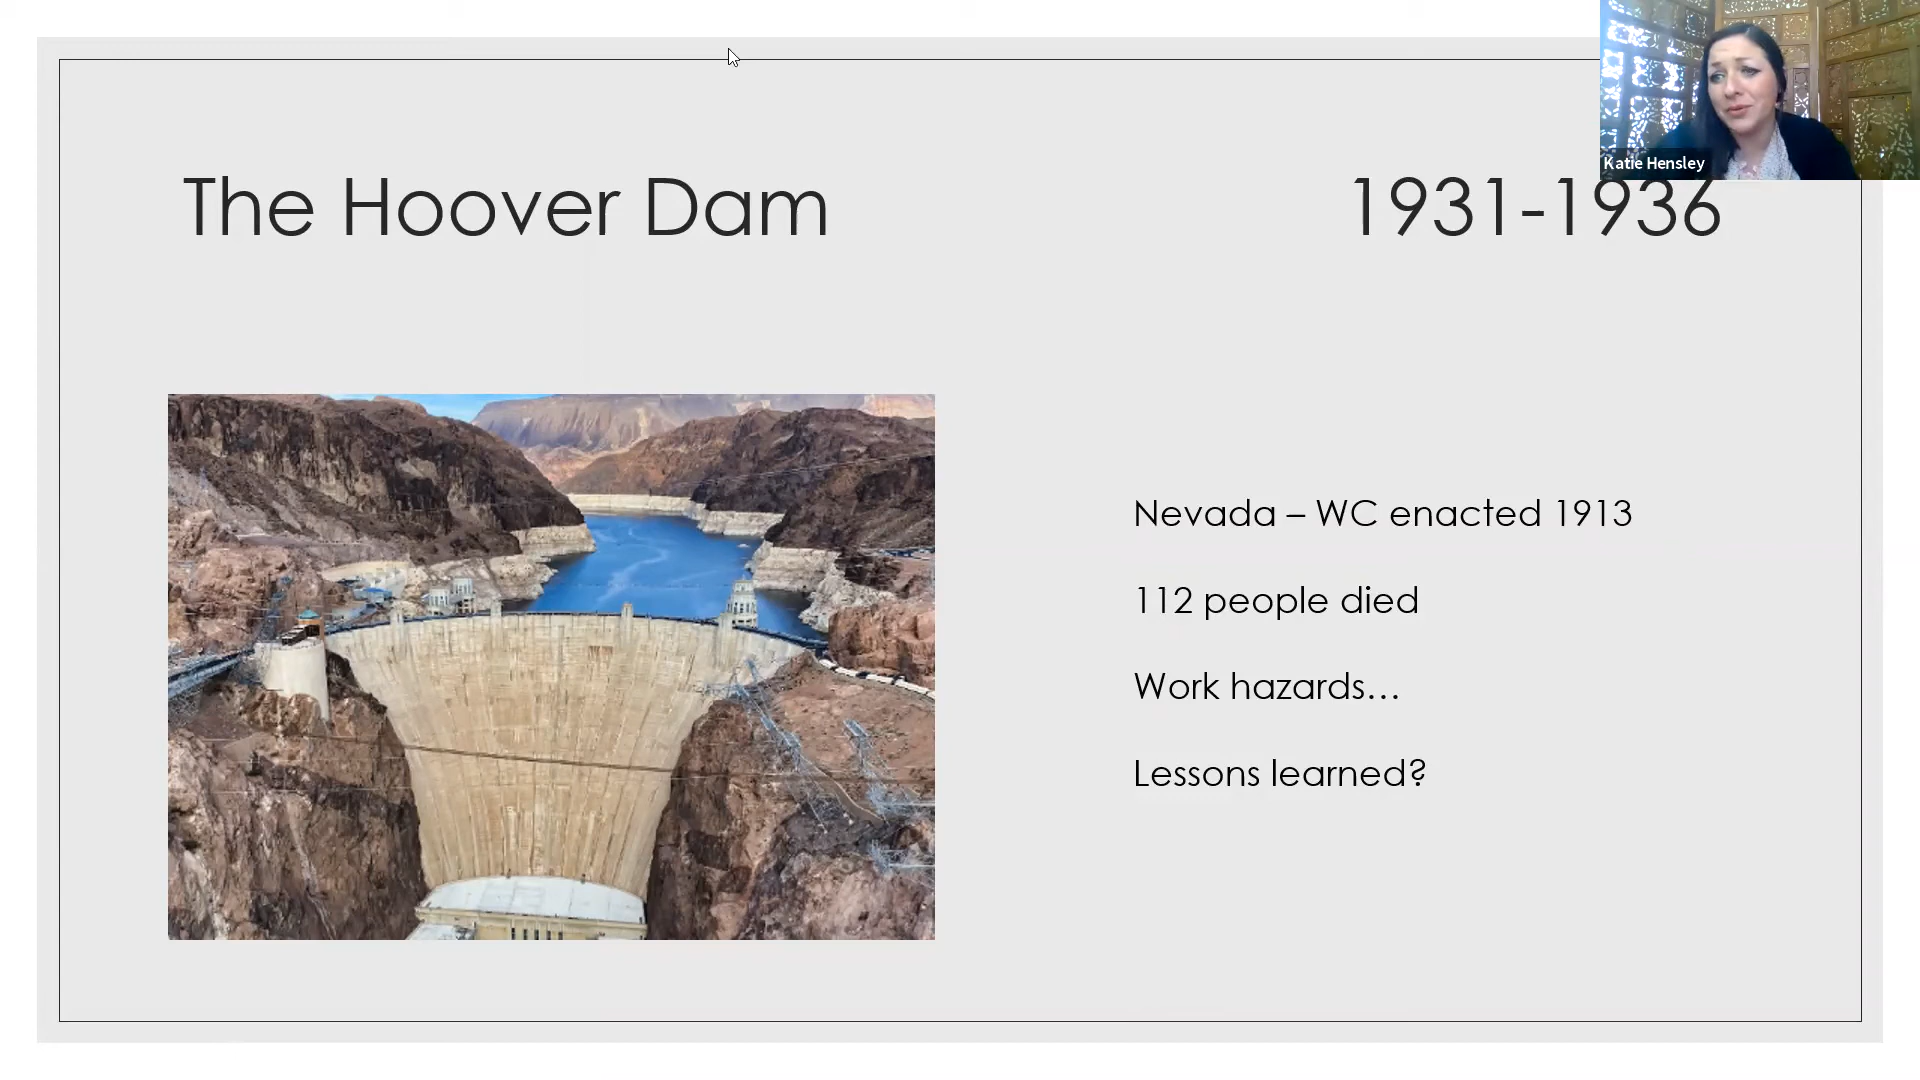 Katie Hensley
The Hoover Dam 1931-1936
Nevada – WC enacted 1913
112 people died
Work hazards…
Lessons learned?